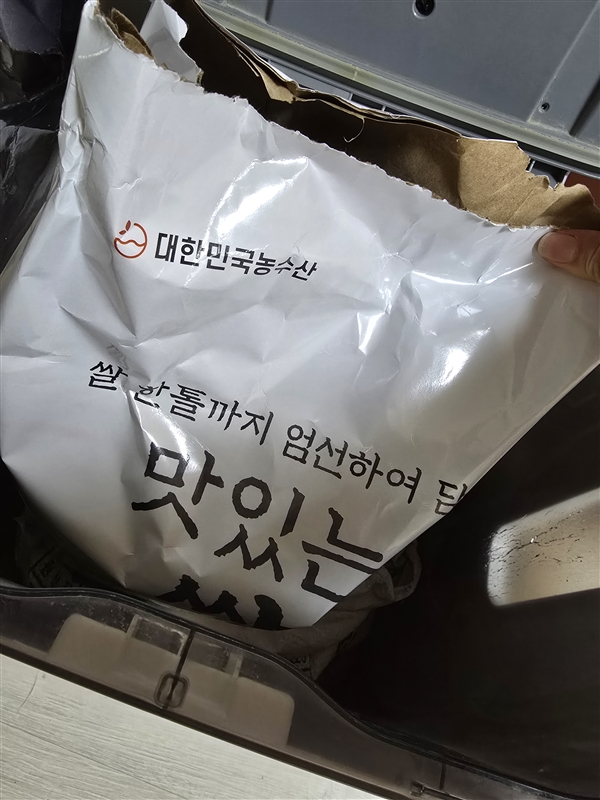 대한민국농수산
쌀 한톨까지 엄선하여 담
맛있는
쌀